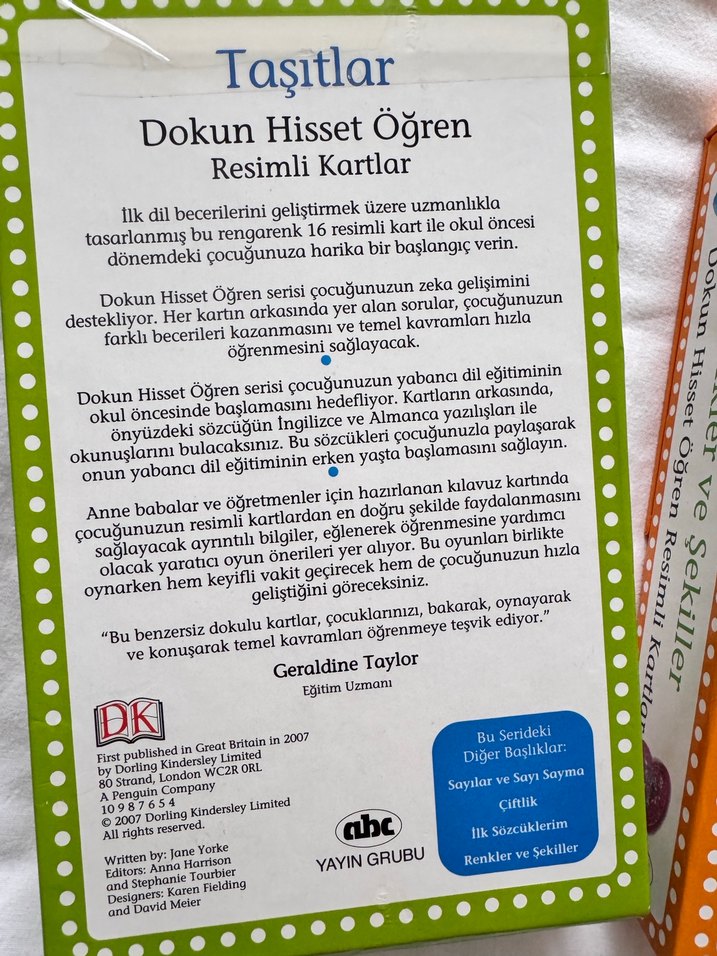 Taşıtlar
Dokun Hisset Öğren
Resimli Kartlar
İlk dil becerilerini geliştirmek üzere uzmanlıkla
tasarlanmış bu rengarenk 16 resimli kart ile okul öncesi
dönemdeki çocuğunuza harika bir başlangıç verin.
Dokun Hisset Öğren serisi çocuğunuzun zeka gelişimini
destekliyor. Her kartın arkasında yer alan sorular, çocuğunuzun
farklı becerileri kazanmasını ve temel kavramları hızla
öğrenmesini sağlayacak.
Dokun Hisset Öğren serisi çocuğunuzun yabancı dil eğitiminin
okul öncesinde başlamasını hedefliyor. Kartların arkasında,
önyüzdeki sözcüğün İngilizce ve Almanca yazılışları ile
okunuşlarını bulacaksınız. Bu sözcükleri çocuğunuzla paylaşarak
onun yabancı dil eğitiminin erken yaşta başlamasını sağlayın.
Anne babalar ve öğretmenler için hazırlanan kılavuz kartında
çocuğunuzun resimli kartlardan en doğru şekilde faydalanmasını
sağlayacak ayrıntılı bilgiler, eğlenerek öğrenmesine yardımcı
olacak yaratıcı oyun önerileri yer alıyor. Bu oyunları birlikte
oynarken hem keyifli vakit geçirecek hem de çocuğunuzun hızla
geliştiğini göreceksiniz.
“Bu benzersiz dokulu kartlar, çocuklarınızı, bakarak, oynayarak
ve konuşarak temel kavramları öğrenmeye teşvik ediyor.”
Geraldine Taylor
Eğitim Uzmanı
DK
First published in Great Britain in 2007
by Dorling Kindersley Limited
80 Strand, London WC2R 0RL
A Penguin Company
10 9 8 7 6 5 4
© 2007 Dorling Kindersley Limited
All rights reserved.
Written by: Jane Yorke
Editors: Anna Harrison
and Stephanie Tourbier
Designers: Karen Fielding
and David Meier
abc
YAYIN GRUBU
Bu Serideki
Diğer Başlıklar:
Sayılar ve Sayı Sayma
Çiftlik
İlk Sözcüklerim
Renkler ve Şekiller
ve Şekiller
Dokun Hisset Öğren Resimli Kartlar